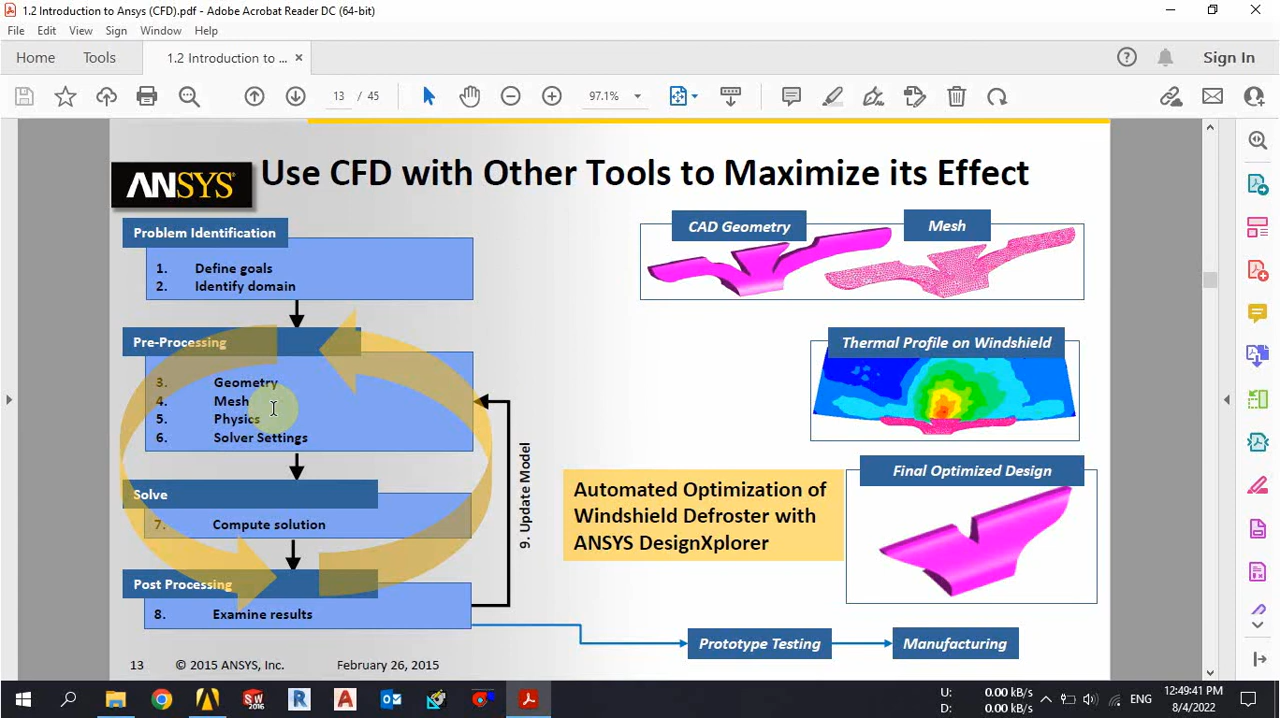 1.2 Introduction to Ansys (CFD).pdf - Adobe Acrobat Reader DC (64-bit)
File Edit View Sign Window Help
Home Tools 1.2 Introduction to ... × Sign In
13 / 45 97.1%
ANSYS
Use CFD with Other Tools to Maximize its Effect
Problem Identification
1. Define goals
2. Identify domain
Pre-Processing
3. Geometry
4. Mesh
5. Physics
6. Solver Settings
Solve
7. Compute solution
Post Processing
8. Examine results
9. Update Model
CAD Geometry
Mesh
Thermal Profile on Windshield
Automated Optimization of
Windshield Defroster with
ANSYS DesignXplorer
Final Optimized Design
Prototype Testing
Manufacturing
13 © 2015 ANSYS, Inc. February 26, 2015
SW
2016
R
A
U: 0.00 kB/s
D: 0.00 kB/s
ENG
12:49:41 PM
8/4/2022